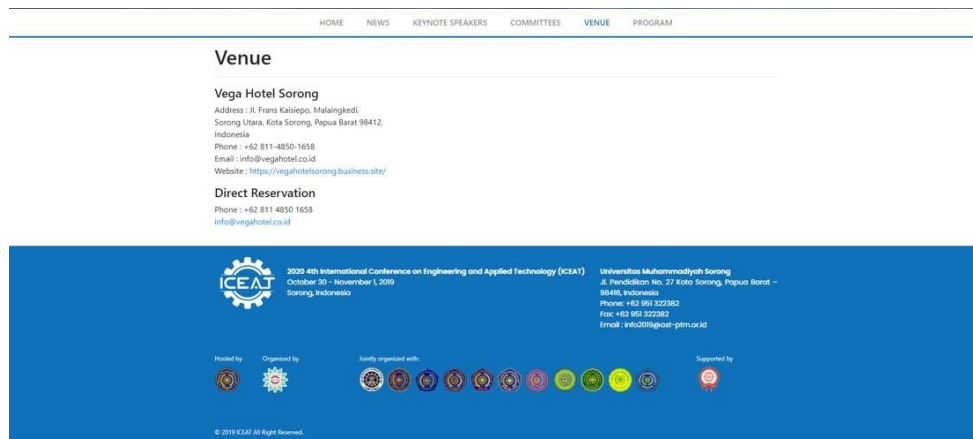 HOME NEWS KEYNOTE SPEAKERS COMMITTEES VENUE PROGRAM
Venue
Vega Hotel Sorong
Address : Jl. Frans Kaisiepo, Malaingkedi,
Sorong Utara, Kota Sorong, Papua Barat 98412,
Indonesia
Phone : +62 811-4850-1658
Email : info@vegahotel.co.id
Website : https://vegahotelsorong.business.site/
Direct Reservation
Phone : +62 811 4850 1658
info@vegahotel.co.id
ICEAT
2020 4th International Conference on Engineering and Applied Technology (ICEAT)
October 30 - November 1, 2019
Sorong, Indonesia
Universitas Muhammadiyah Sorong
Jl. Pendidikan No. 27 Kota Sorong, Papua Barat –
98416, Indonesia
Phone: +62 951 322382
Fax: +62 951 322382
Email : info2019@ast-ptm.or.id
Hosted by
Organized by
Jointly organized with:
Supported by
© 2019 ICEAT All Right Reserved.